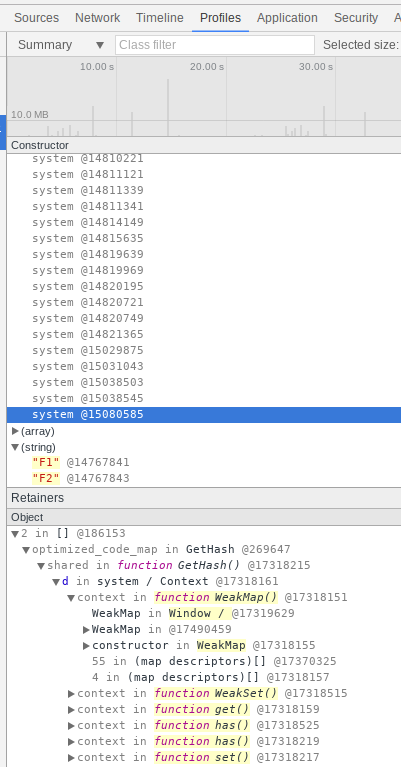 Sources Network Timeline Profiles Application Security
Summary ▼ Class filter Selected size:
10.00 s 20.00 s 30.00 s
10.0 MB
Constructor
system @14810221
system @14811121
system @14811339
system @14811341
system @14814149
system @14815635
system @14819639
system @14819969
system @14820195
system @14820721
system @14820749
system @14821365
system @15029875
system @15031043
system @15038503
system @15038545
system @15080585
▶(array)
▼(string)
"F1" @14767841
"F2" @14767843
Retainers
Object
▼2 in [] @186153
▼optimized_code_map in GetHash @269647
▼shared in function GetHash() @17318215
▼d in system / Context @17318161
▼context in function WeakMap() @17318151
WeakMap in Window / @17319629
▶WeakMap in @17490459
▶constructor in WeakMap @17318155
55 in (map descriptors)[] @17370325
4 in (map descriptors)[] @17318157
▶context in function WeakSet() @17318515
▶context in function get() @17318159
▶context in function has() @17318525
▶context in function has() @17318219
▶context in function set() @17318217